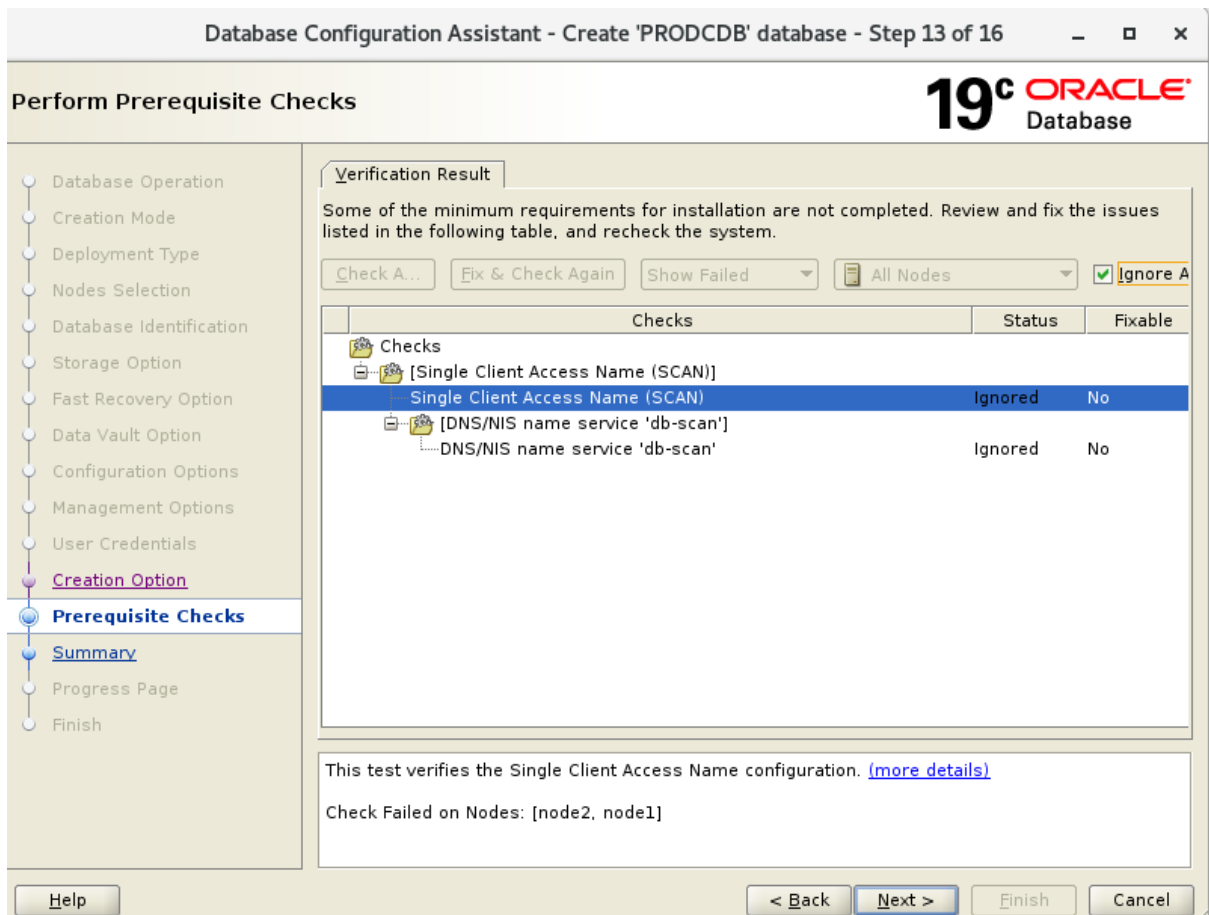 Database Configuration Assistant - Create 'PRODCDB' database - Step 13 of 16
Perform Prerequisite Checks
19c ORACLE
Database
Database Operation
Creation Mode
Deployment Type
Nodes Selection
Database Identification
Storage Option
Fast Recovery Option
Data Vault Option
Configuration Options
Management Options
User Credentials
Creation Option
Prerequisite Checks
Summary
Progress Page
Finish
Verification Result
Some of the minimum requirements for installation are not completed. Review and fix the issues
listed in the following table, and recheck the system.
Check A... Fix & Check Again Show Failed All Nodes Ignore A
Checks Status Fixable
Checks
[Single Client Access Name (SCAN)]
Single Client Access Name (SCAN) Ignored No
[DNS/NIS name service 'db-scan']
DNS/NIS name service 'db-scan' Ignored No
This test verifies the Single Client Access Name configuration. (more details)
Check Failed on Nodes: [node2, node1]
Help < Back Next > Finish Cancel